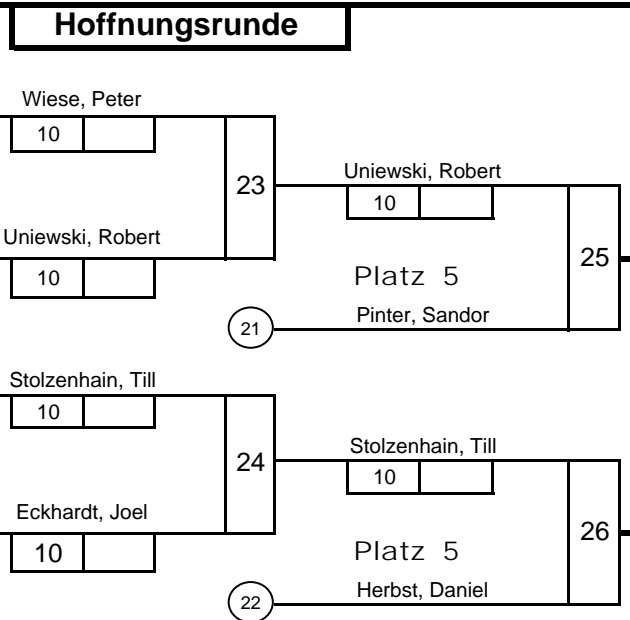 Hoffnungsrunde
Wiese, Peter
10
23
Uniewski, Robert
10
Uniewski, Robert
10
25
Platz 5
21
Pinter, Sandor
Stolzenhain, Till
10
24
Stolzenhain, Till
10
Eckhardt, Joel
10
26
Platz 5
22
Herbst, Daniel